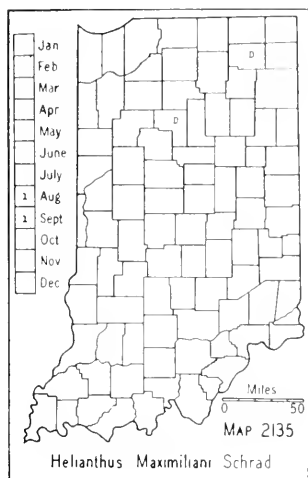 Jan
Feb
Mar
Apr
May
June
July
1 Aug
1 Sept
Oct
Nov
Dec
D
D
Miles
0 50
MAP 2135
Helianthus Maximiliani Schrad